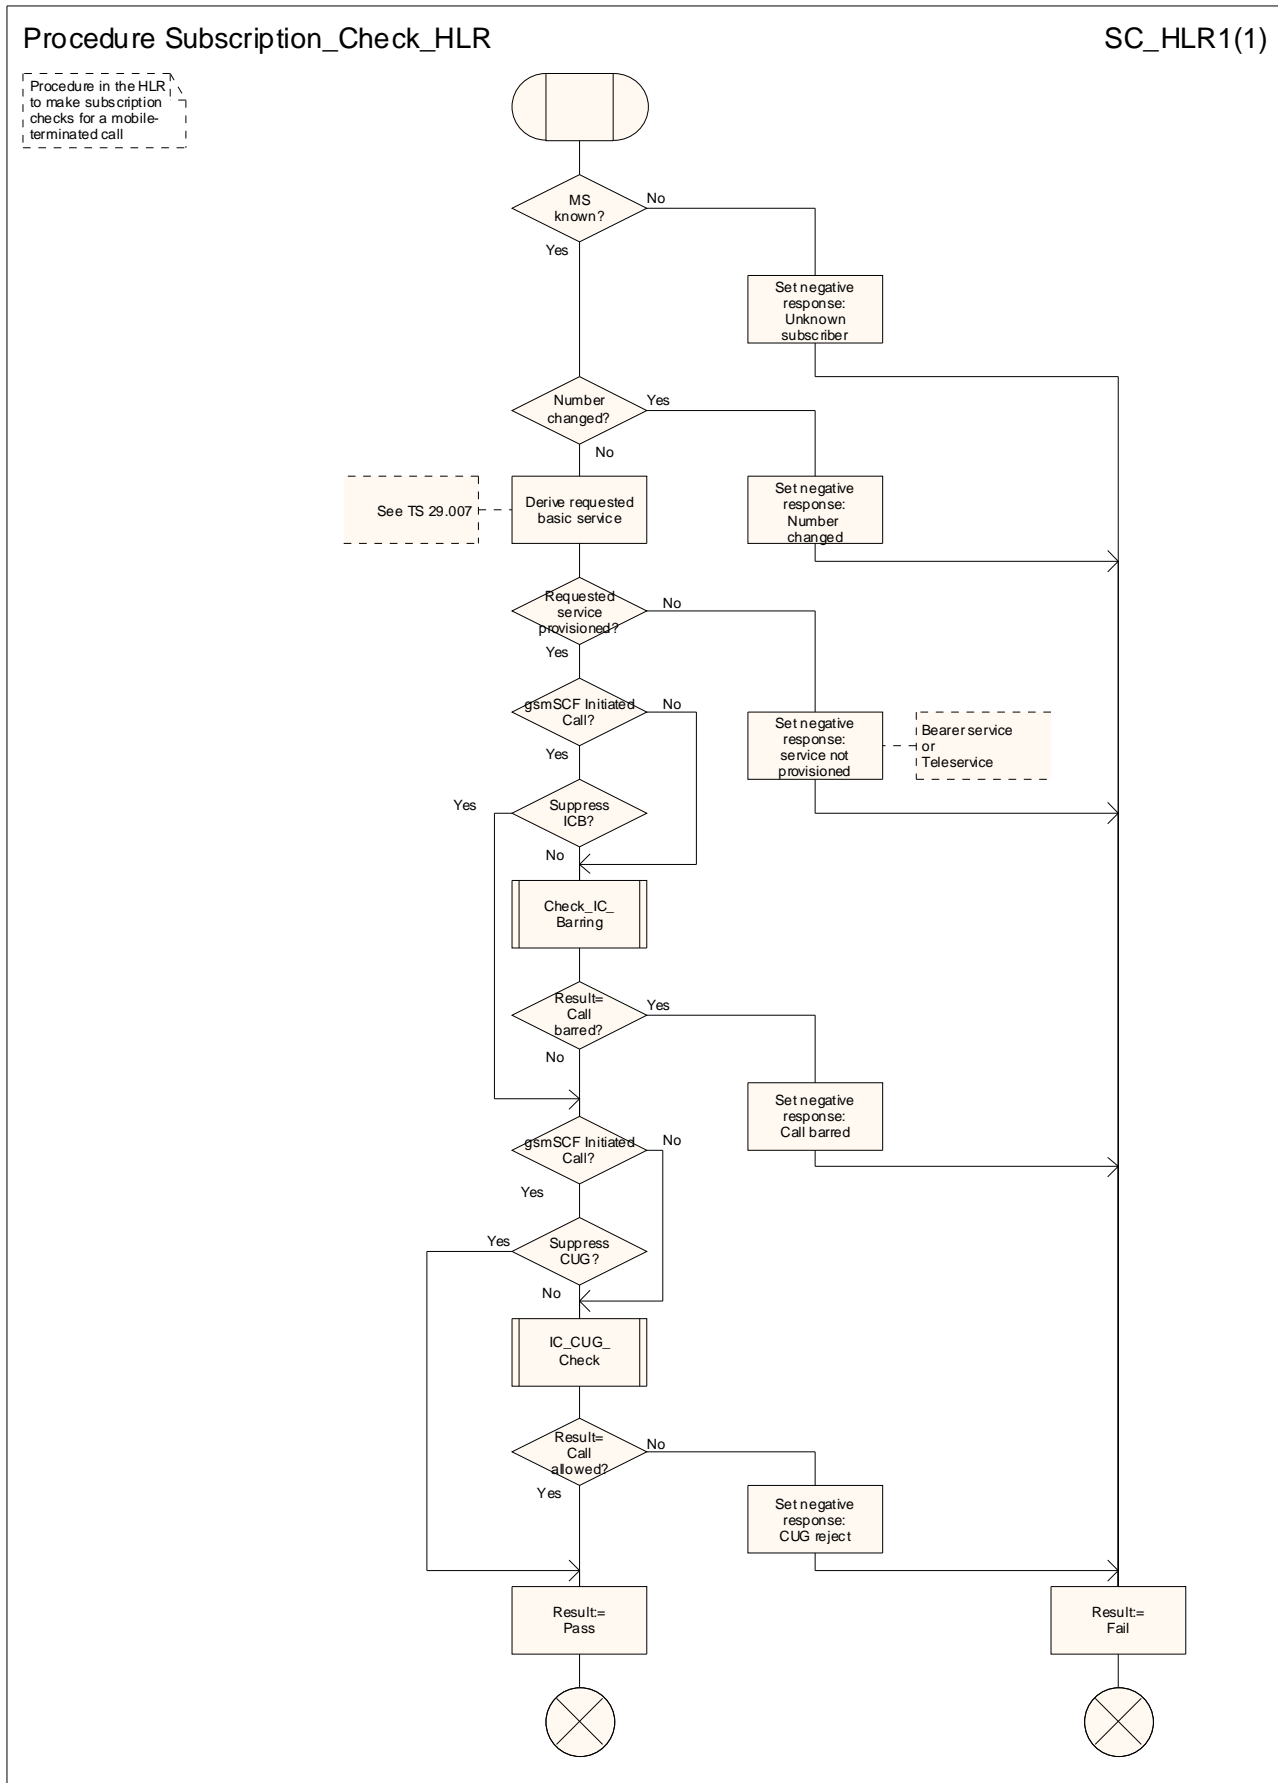 Procedure Subscription_Check_HLR
SC_HLR1(1)
Procedure in the HLR
to make subscription
checks for a mobile-
terminated call
MS
known?
No
Yes
Set negative
response:
Unknown
subscriber
Number
changed?
Yes
No
See TS 29.007
Derive requested
basic service
Set negative
response:
Number
changed
Requested
service
provisioned?
No
Yes
gsmSCF Initiated
Call?
No
Yes
Set negative
response:
service not
provisioned
Bearer service
or
Teleservice
Suppress
ICB?
Yes
No
Check_IC_
Barring
Result=
Call
barred?
Yes
No
Set negative
response:
Call barred
gsmSCF Initiated
Call?
No
Yes
Suppress
CUG?
Yes
No
IC_CUG_
Check
Result=
Call
allowed?
No
Yes
Set negative
response:
CUG reject
Result:=
Pass
Result:=
Fail